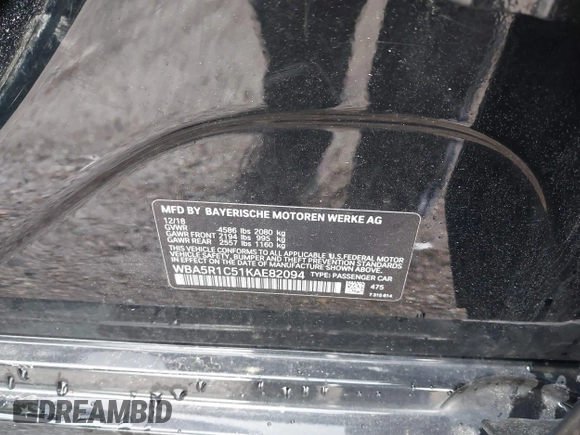 MFD BY BAYERISCHE MOTOREN WERKE AG
12/18
GVWR 4586 lbs 2080 kg
GAWR FRONT 2194 lbs 995 kg
GAWR REAR 2557 lbs 1160 kg
THIS VEHICLE CONFORMS TO ALL APPLICABLE U.S.FEDERAL MOTOR
VEHICLE SAFETY, BUMPER AND THEFT PREVENTION STANDARDS
IN EFFECT ON THE DATE OF MANUFACTURE SHOWN ABOVE.
WBA5R1C51KAE82094 TYPE: PASSENGER CAR
475
DREAMBID